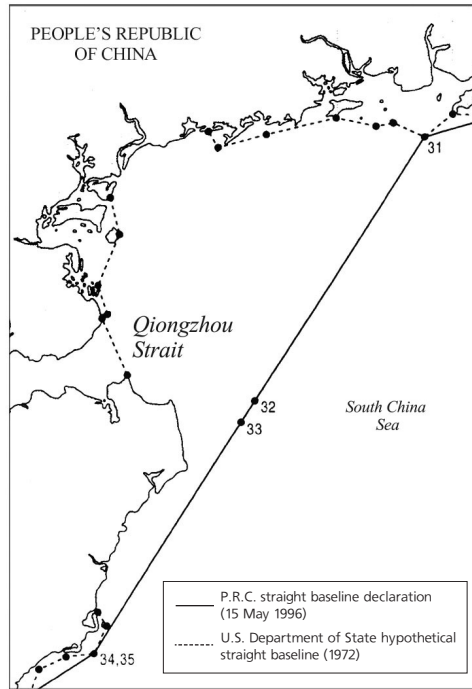 PEOPLE'S REPUBLIC
OF CHINA
31
Qiongzhou
Strait
32
33
South China
Sea
34,35
P.R.C. straight baseline declaration
(15 May 1996)
U.S. Department of State hypothetical
straight baseline (1972)